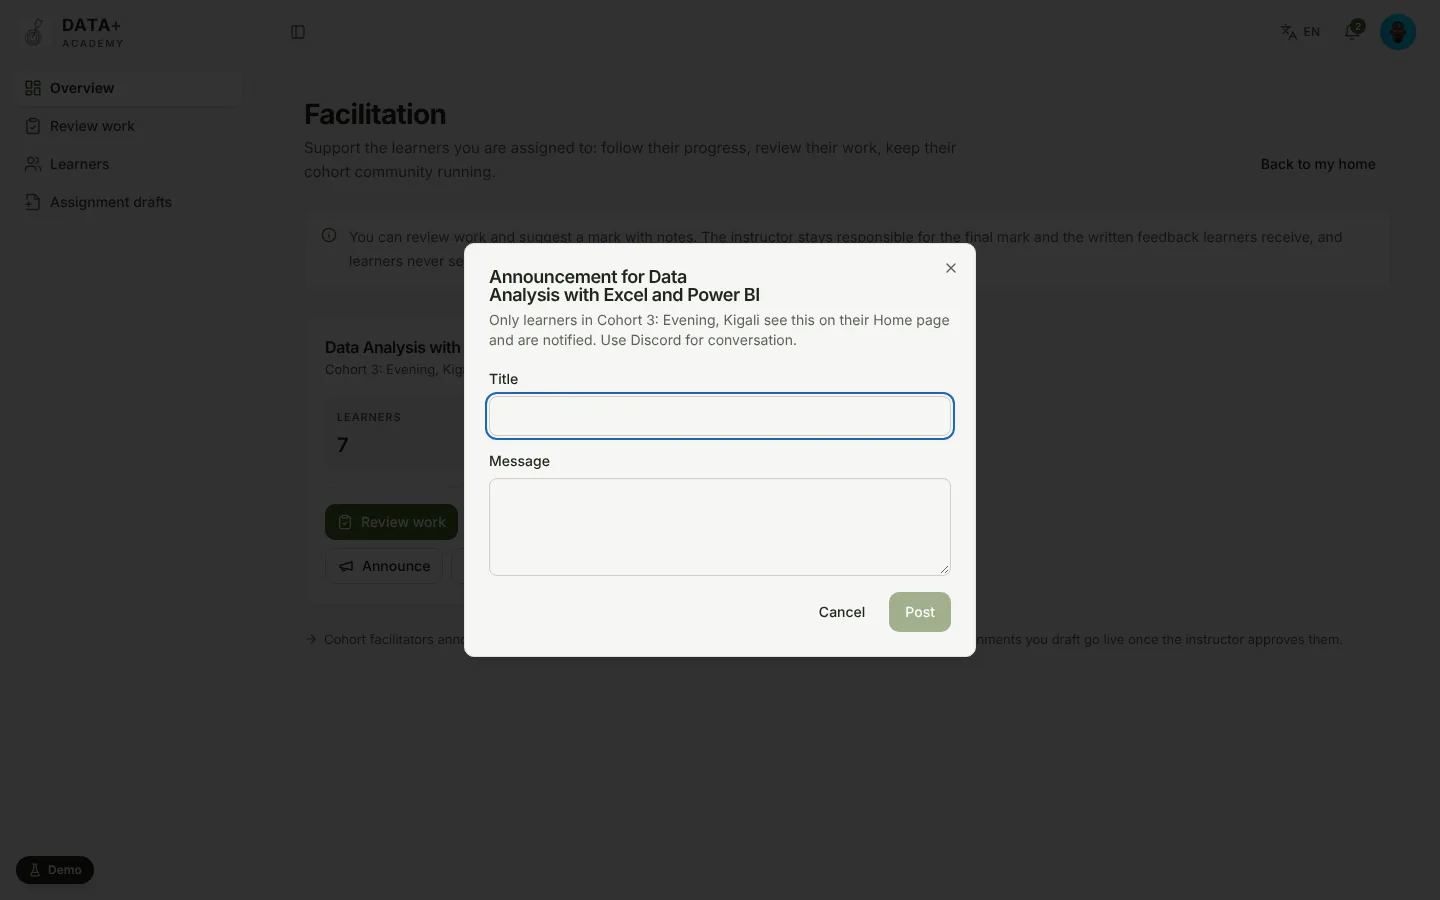 DATA+
ACADEMY
EN
2
Overview
Review work
Learners
Assignment drafts
Facilitation
Support the learners you are assigned to: follow their progress, review their work, keep their
cohort community running.
Back to my home
You can review work and suggest a mark with notes. The instructor stays responsible for the final mark and the written feedback learners receive, and
learners never se
Announcement for Data
Analysis with Excel and Power BI
Only learners in Cohort 3: Evening, Kigali see this on their Home page
and are notified. Use Discord for conversation.
Title
Message
Cancel
Post
Data Analysis with
Cohort 3: Evening, Kiga
LEARNERS
7
Review work
Announce
Cohort facilitators anno
nments you draft go live once the instructor approves them.
Demo